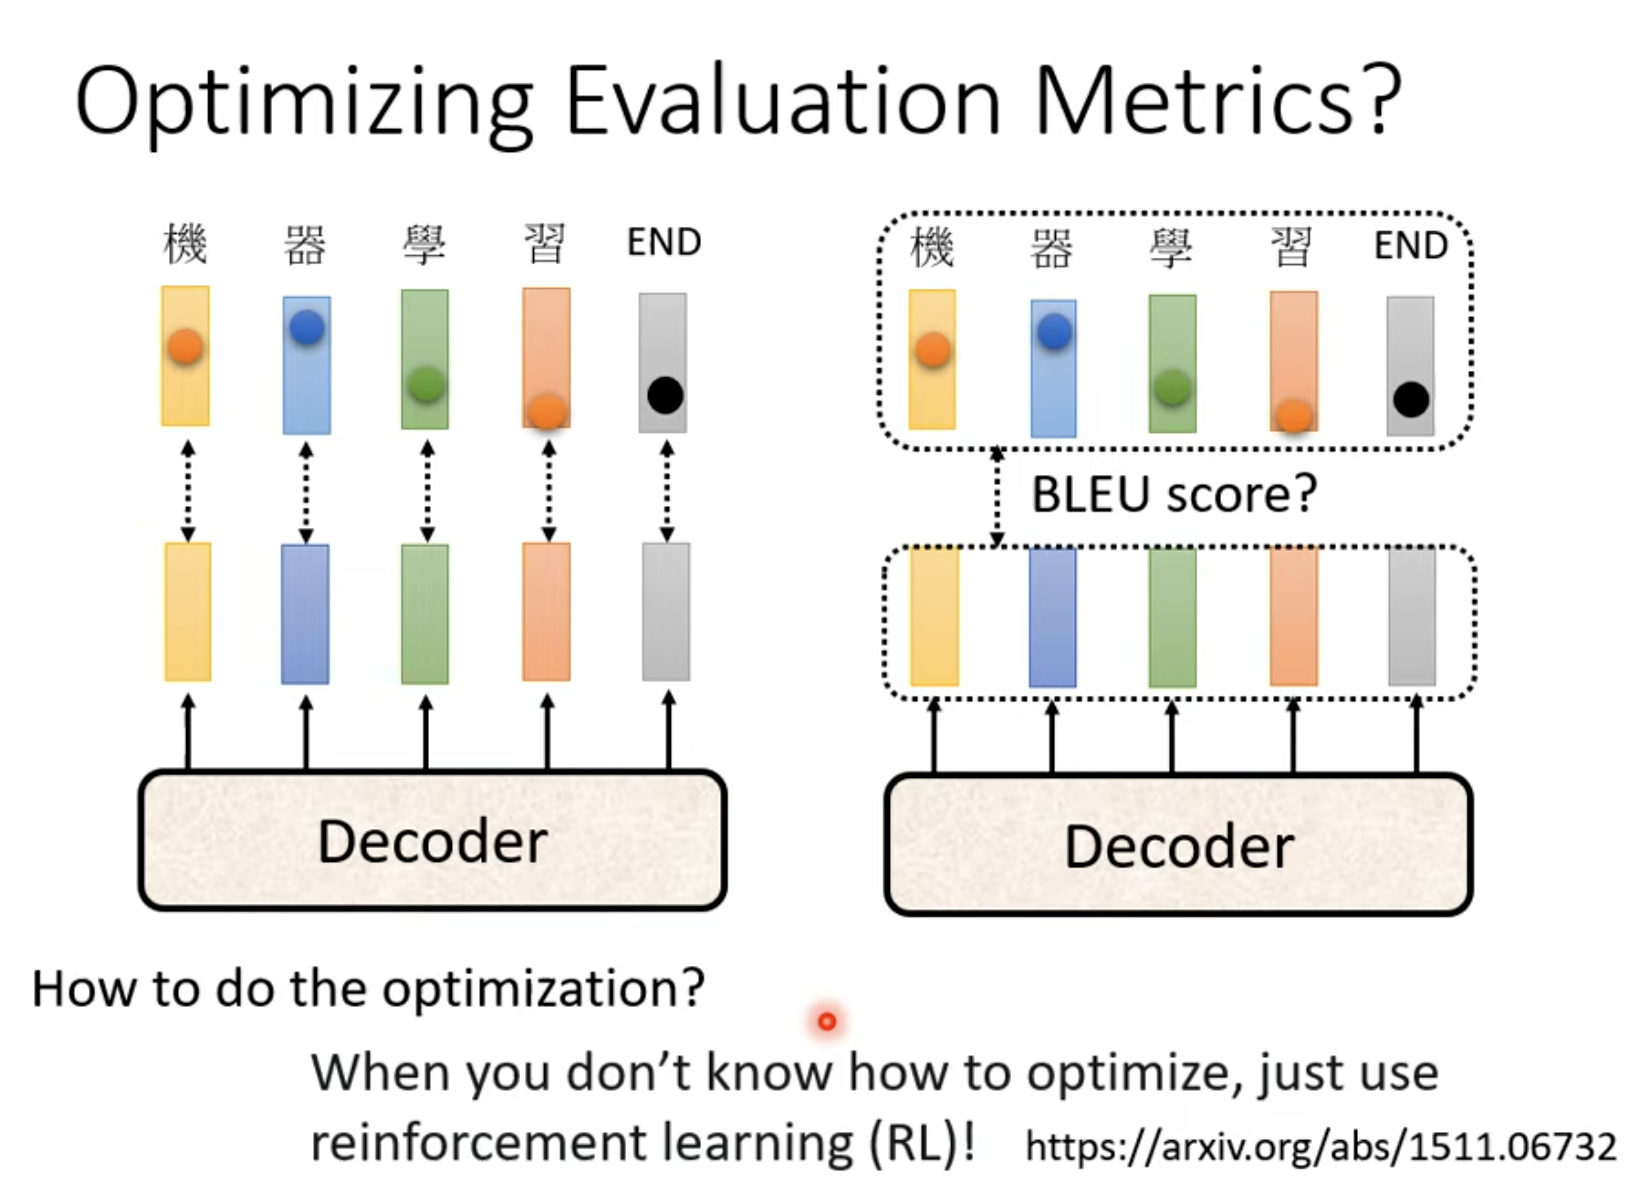 Optimizing Evaluation Metrics?
機 器 學 習 END
機 器 學 習 END
BLEU score?
Decoder
Decoder
How to do the optimization?
When you don’t know how to optimize, just use
reinforcement learning (RL)!
https://arxiv.org/abs/1511.06732